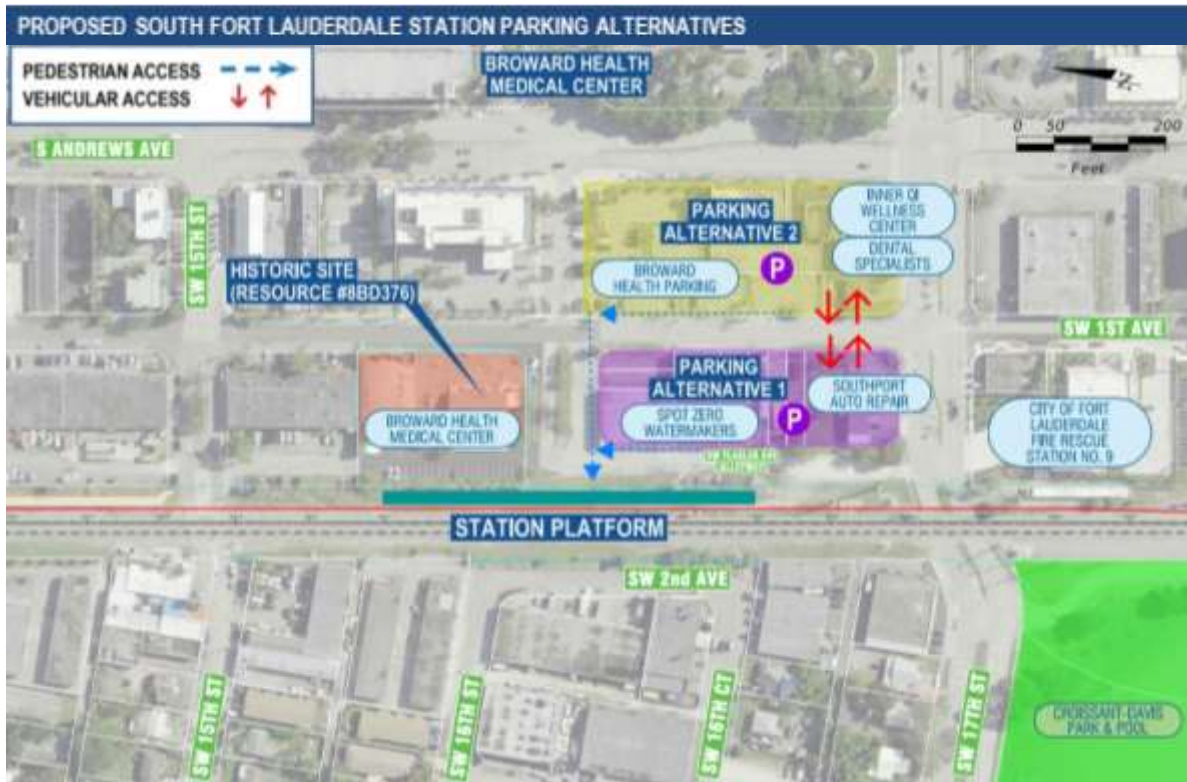 PROPOSED SOUTH FORT LAUDERDALE STATION PARKING ALTERNATIVES
PEDESTRIAN ACCESS
VEHICULAR ACCESS
BROWARD HEALTH
MEDICAL CENTER
N
0 50 200
Feet
S ANDREWS AVE
SW 15TH ST
HISTORIC SITE
(RESOURCE #8BD376)
PARKING
ALTERNATIVE 2
P
BROWARD
HEALTH PARKING
INNER QI
WELLNESS
CENTER
DENTAL
SPECIALISTS
SW 1ST AVE
BROWARD HEALTH
MEDICAL CENTER
PARKING
ALTERNATIVE 1
P
SPOT ZERO
WATERMAKERS
SOUTHPORT
AUTO REPAIR
CITY OF FORT
LAUDERDALE
FIRE RESCUE
STATION NO. 9
STATION PLATFORM
SW 2nd AVE
SW 15TH ST
SW 16TH ST
SW 16TH CT
SW 17TH ST
CROISSANT-DAVIS
PARK & POOL